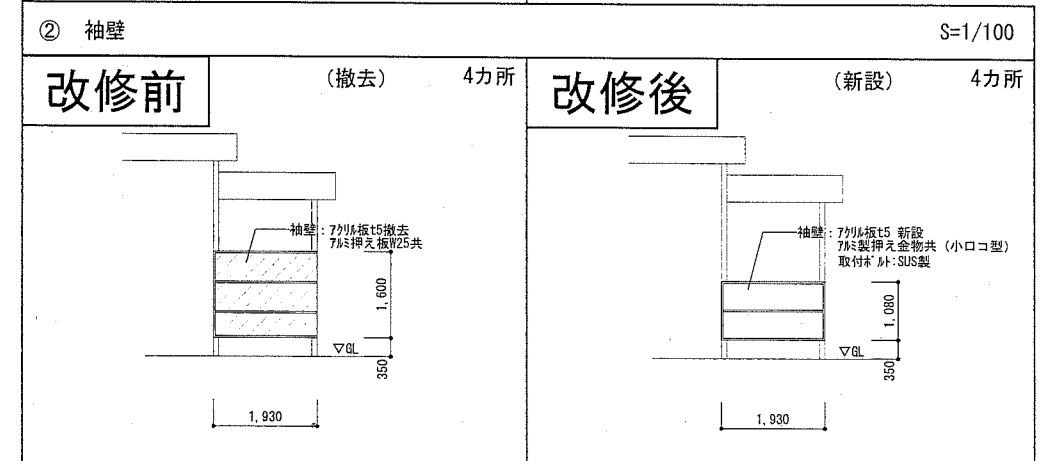 ② 袖壁 S=1/100
改修前 (撤去) 4カ所
袖壁：アクリル板t5撤去
アルミ押え板W25共
1,600
▽GL
350
1,930
改修後 (新設) 4カ所
袖壁：アクリル板t5 新設
アルミ製押え金物共（小ロコ型）
取付ボルト：SUS製
1,080
▽GL
350
1,930